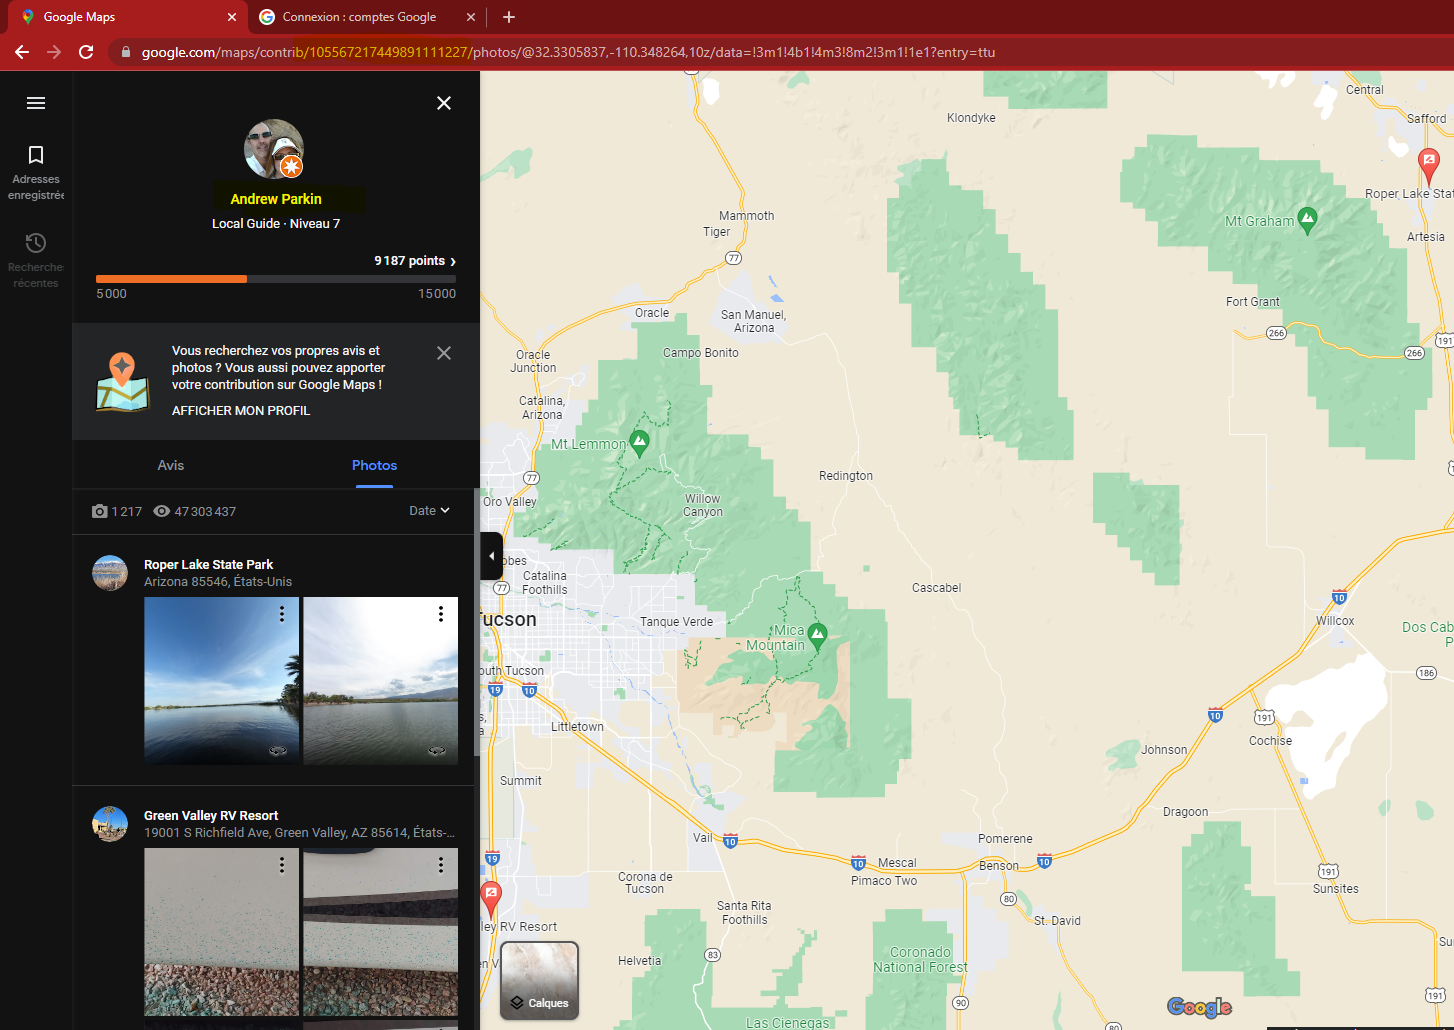 Google Maps
Connexion : comptes Google
google.com/maps/contrib/105567217449891111227/photos/@32.3305837,-110.348264,10z/data=!3m1!4b1!4m3!8m2!3m1!1e1?entry=ttu
Adresses
enregistrée
Recherches
récentes
Andrew Parkin
Local Guide · Niveau 7
9 187 points
5 000
15 000
Vous recherchez vos propres avis et
photos ? Vous aussi pouvez apporter
votre contribution sur Google Maps !
AFFICHER MON PROFIL
Avis
Photos
1 217
47 303 437
Date
Roper Lake State Park
Arizona 85546, États-Unis
Green Valley RV Resort
19001 S Richfield Ave, Green Valley, AZ 85614, États-...
Klondyke
Central
Safford
Roper Lake Stat
Mt Graham
Artesia
Mammoth
Tiger
77
Fort Grant
266
266
191
Oracle
San Manuel,
Arizona
Oracle
Junction
Campo Bonito
Catalina,
Arizona
Mt Lemmon
Redington
77
Oro Valley
Willow
Canyon
obes
Catalina
Foothills
77
Cascabel
10
Willcox
Tucson
Tanque Verde
Mica
Mountain
Dos Cab
P
outh Tucson
19
10
186
s,
a
Littletown
10
191
Cochise
Johnson
Summit
Dragoon
Vail
10
Pomerene
19
10
Mescal
Benson
10
Pimaco Two
Corona de
Tucson
191
Sunsites
80
Santa Rita
Foothills
St. David
ley RV Resort
Su
83
Helvetia
en V
Coronado
National Forest
Calques
90
191
Google
Las Cienegas
80